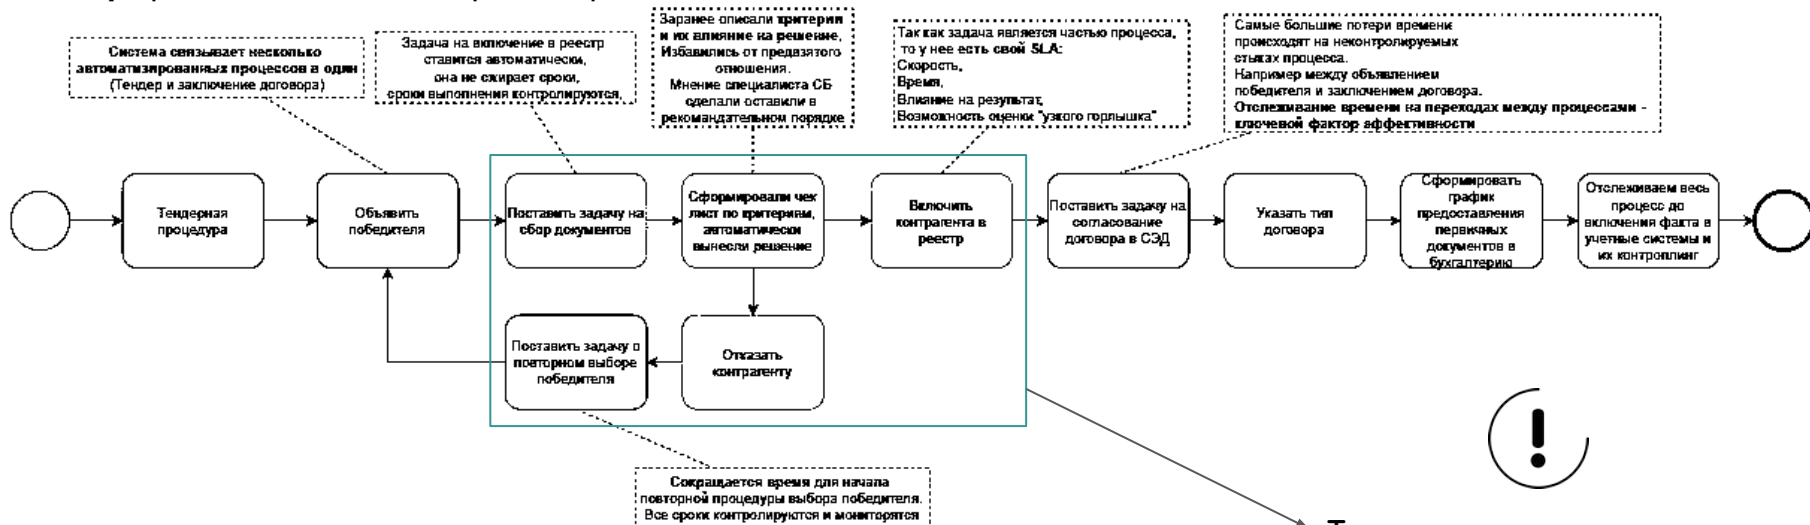 Система связывает несколько
автоматизированных процессов в один
(Тендер и заключение договора)
Задача на включение в реестр
ставится автоматически,
она не сжирает сроки,
сроки выполнения контролируются,
Заранее описали критерии
и их влияние на решение,
Избавились от предвзятого
отношения.
Мнение специалиста СБ
сделали оставили в
рекомандательном порядке
Так как задача является частью процесса,
то у нее есть свой SLA:
Скорость,
Время,
Влияние на результат,
Возможность оценки "узкого горлышка"
Самые большие потери времени
происходят на неконтролируемых
стыках процесса.
Например между объявлением
победителя и заключением договора.
Отслеживание времени на переходах между процессами -
ключевой фактор эффективности
Тендерная
процедура
Объявить
победителя
Поставить задачу на
сбор документов
Сформировали чек
лист по критериям,
автоматически
вынесли решение
Включить
контрагента в
реестр
Поставить задачу на
согласование
договора в СЭД
Указать тип
договора
Сформировать
график
предоставления
первичных
документов в
бухгалтерию
Отслеживаем весь
процесс до
включения факта в
учетные системы и
их контроллинг
Поставить задачу о
повторном выборе
победителя
Отказать
контрагенту
Сокращается время для начала
повторной процедуры выбора победителя.
Все сроки контролируются и мониторятся